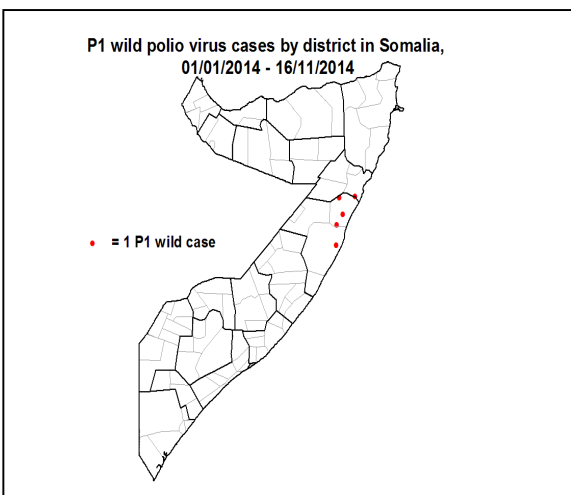 P1 wild polio virus cases by district in Somalia,
01/01/2014 - 16/11/2014
= 1 P1 wild case